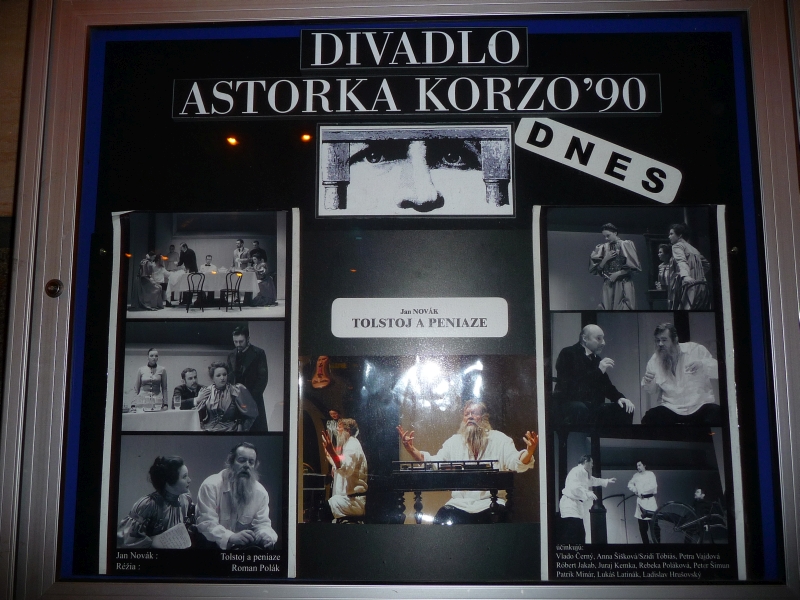 DIVADLO
ASTORKA KORZO'90
DNES
Jan NOVÁK
TOLSTOJ A PENIAZE
Jan Novák : Tolstoj a peniaze
Réžia : Roman Polák
účinkujú:
Vlado Černý, Anna Šišková/Szidi Tobias, Petra Vajdová
Róbert Jakab, Juraj Kemka, Rebeka Poláková, Peter Šimun
Patrik Minár, Lukáš Latinák, Ladislav Hrušovský